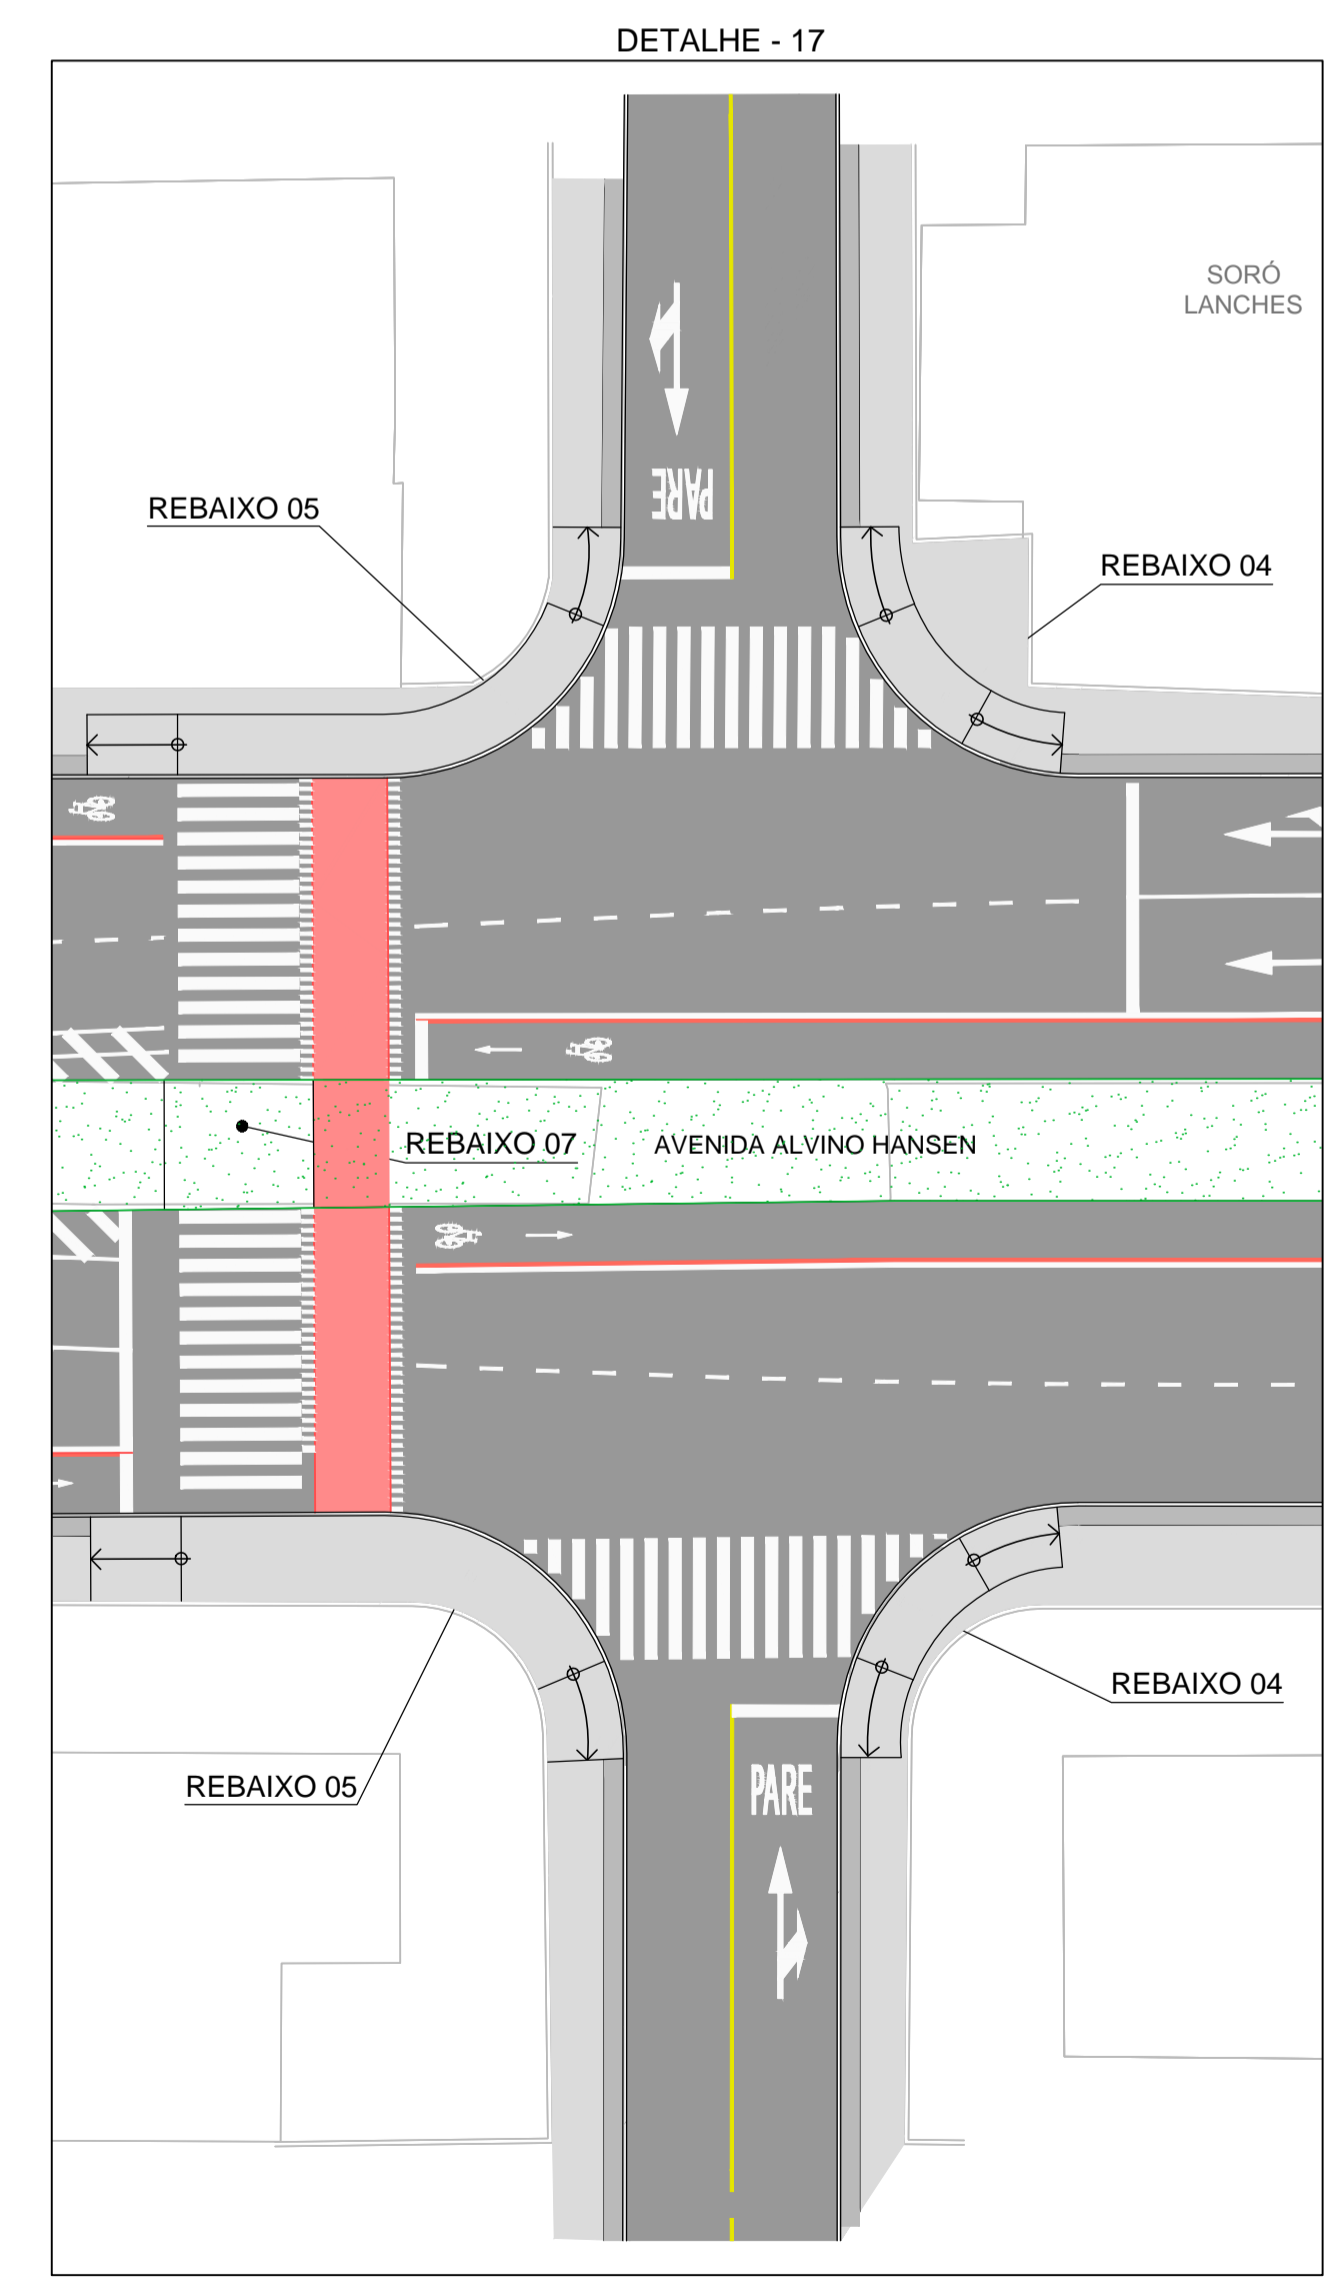 DETALHE - 17
SORÓ
LANCHES
PARE
REBAIXO 05
REBAIXO 04
REBAIXO 07
AVENIDA ALVINO HANSEN
REBAIXO 04
PARE
REBAIXO 05